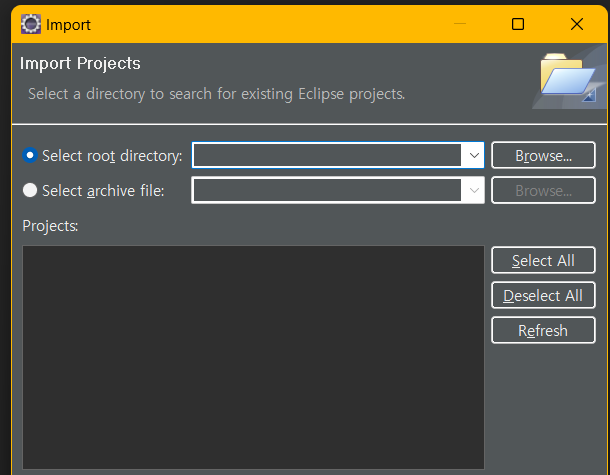 Import
Import Projects
Select a directory to search for existing Eclipse projects.
Select root directory:
Browse...
Select archive file:
Browse...
Projects:
Select All
Deselect All
Refresh